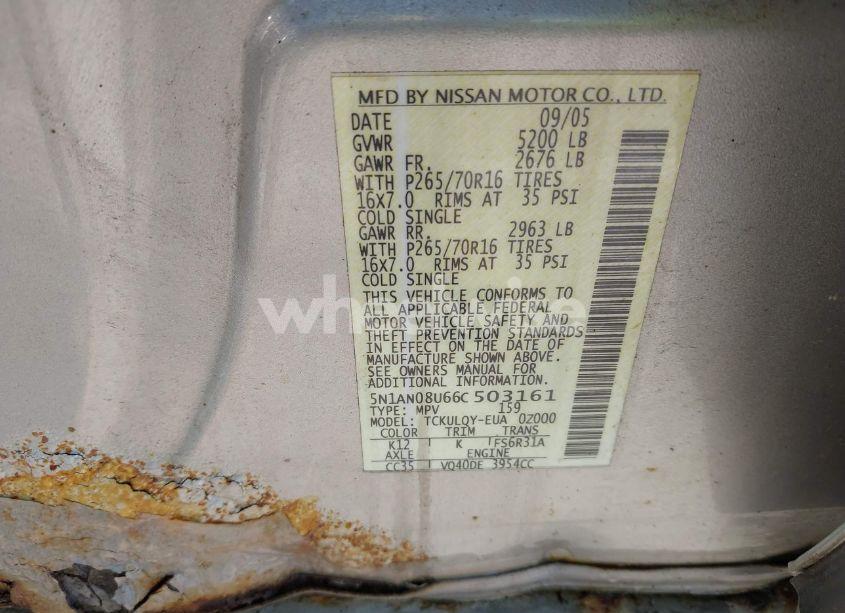 MFD BY NISSAN MOTOR CO., LTD.
DATE 09/05
GVWR 5200 LB
GAWR FR. 2676 LB
WITH P265/70R16 TIRES
16x7.0 RIMS AT 35 PSI
COLD SINGLE
GAWR RR. 2963 LB
WITH P265/70R16 TIRES
16x7.0 RIMS AT 35 PSI
COLD SINGLE
THIS VEHICLE CONFORMS TO
ALL APPLICABLE FEDERAL
MOTOR VEHICLE SAFETY AND
THEFT PREVENTION STANDARDS
IN EFFECT ON THE DATE OF
MANUFACTURE SHOWN ABOVE.
SEE OWNERS MANUAL FOR
ADDITIONAL INFORMATION.
5N1AN08U66C503161
TYPE: MPV 159
MODEL: TCKULQY-EUA 0Z000
COLOR TRIM TRANS
K12 K FS6R31A
AXLE ENGINE
CC35 VQ40DE 3954CC